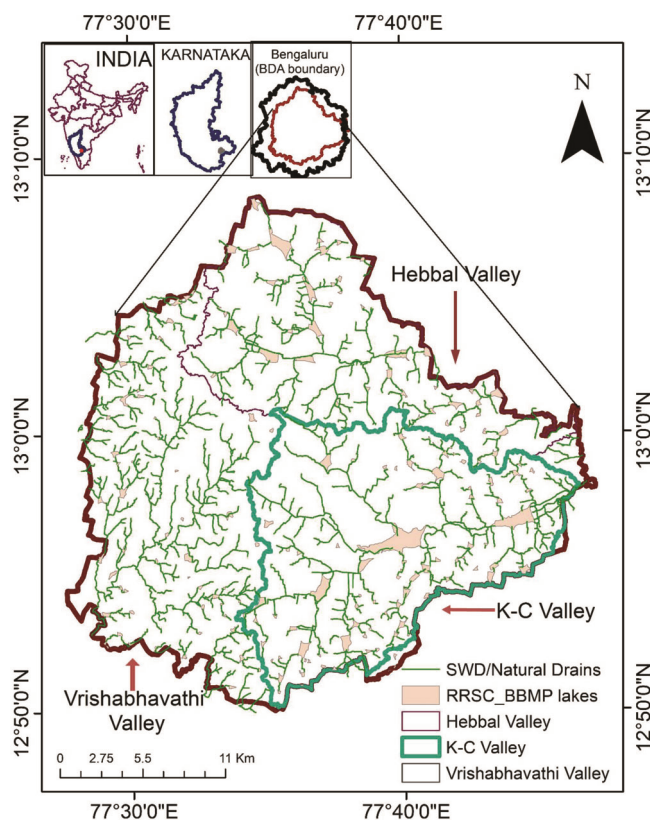 77°30'0"E 77°40'0"E
INDIA
KARNATAKA
Bengaluru
(BDA boundary)
N
13°10'0"N 13°10'0"N
Hebbal Valley
13°0'0"N 13°0'0"N
K-C Valley
Vrishabhavathi
Valley
SWD/Natural Drains
RRSC_BBMP lakes
Hebbal Valley
K-C Valley
Vrishabhavathi Valley
12°50'0"N 12°50'0"N
0 2.75 5.5 11 Km
77°30'0"E 77°40'0"E